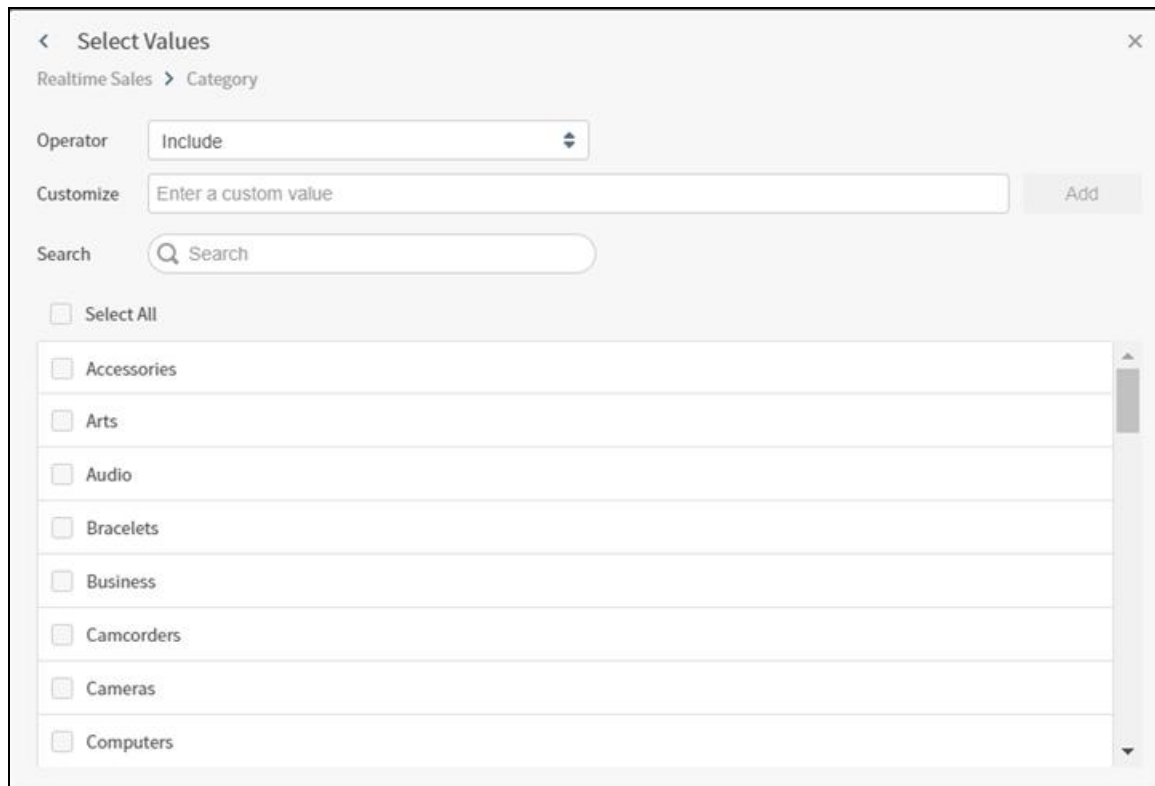 Select Values
Realtime Sales > Category
Operator Include
Customize Enter a custom value Add
Search Search
Select All
Accessories
Arts
Audio
Bracelets
Business
Camcorders
Cameras
Computers